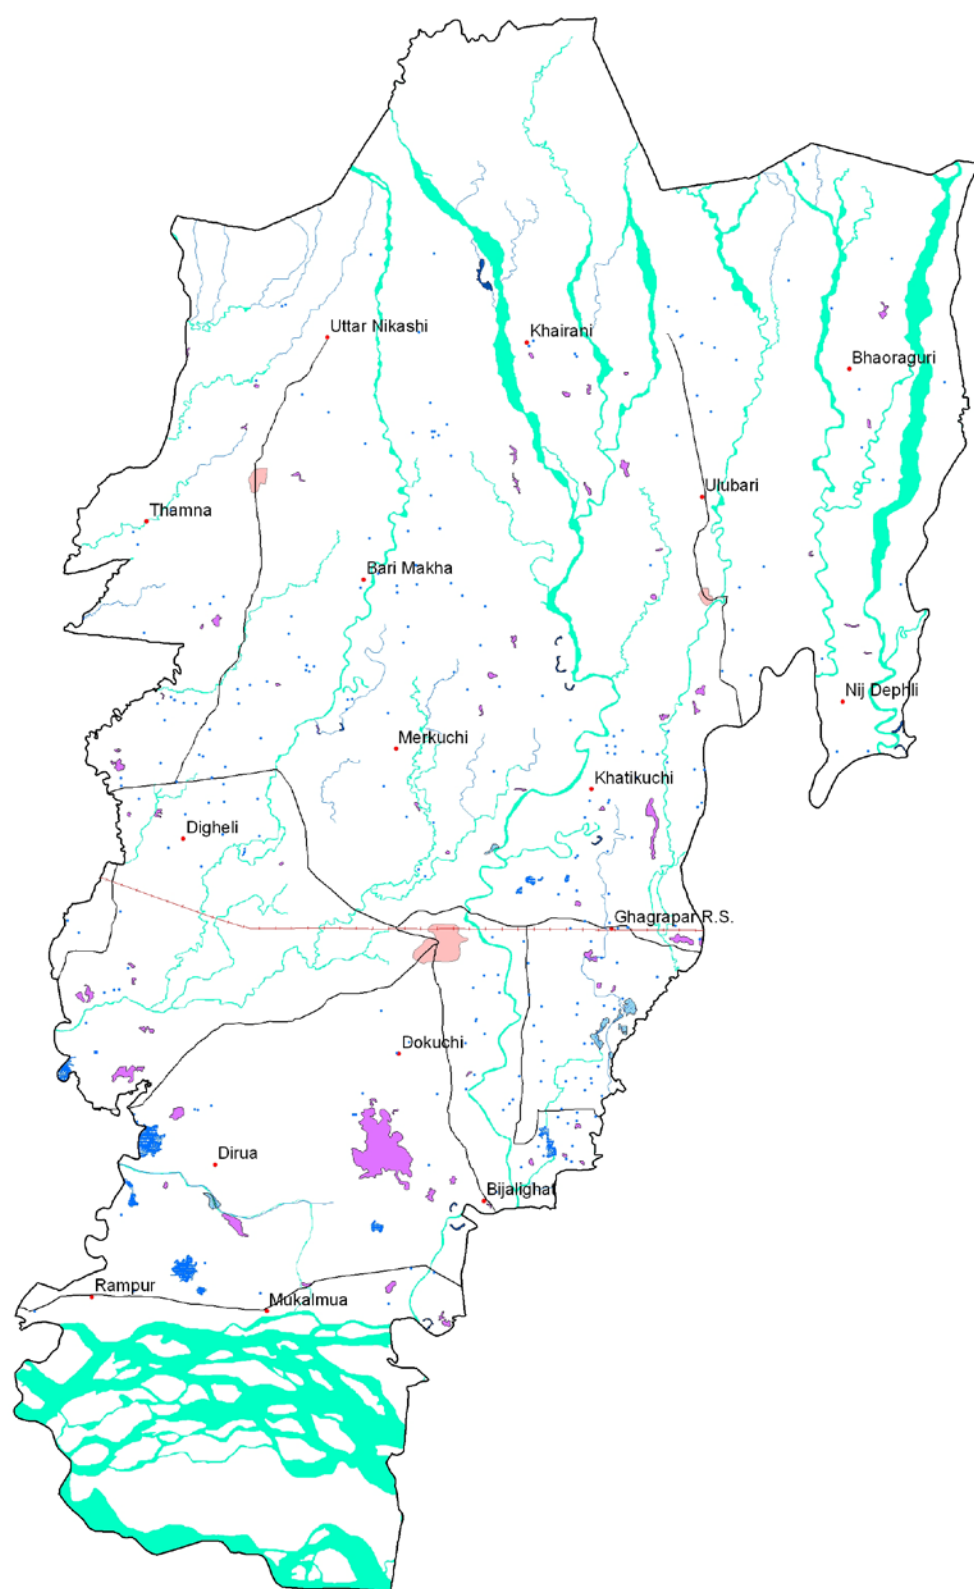 Uttar Nikashi
Khairani
Bhaoraguri
Ulubari
Thamna
Bari Makha
Nij Dephli
Merkuchi
Khatikuchi
Digheli
Ghagrapar R.S.
Dokuchi
Dirua
Bijalighat
Rampur
Mukalmua